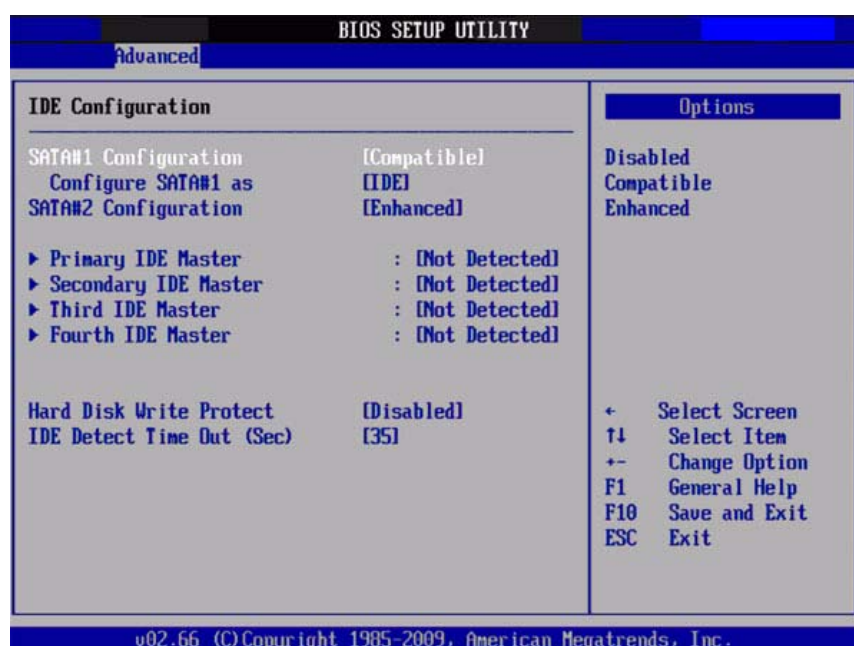 BIOS SETUP UTILITY
Advanced
IDE Configuration
SATA#1 Configuration [Compatible]
Configure SATA#1 as [IDE]
SATA#2 Configuration [Enhanced]
▶ Primary IDE Master : [Not Detected]
▶ Secondary IDE Master : [Not Detected]
▶ Third IDE Master : [Not Detected]
▶ Fourth IDE Master : [Not Detected]
Hard Disk Write Protect [Disabled]
IDE Detect Time Out (Sec) [35]
Options
Disabled
Compatible
Enhanced
← Select Screen
↑↓ Select Item
+- Change Option
F1 General Help
F10 Save and Exit
ESC Exit
v02.66 (C)Copyright 1985-2009, American Megatrends, Inc.